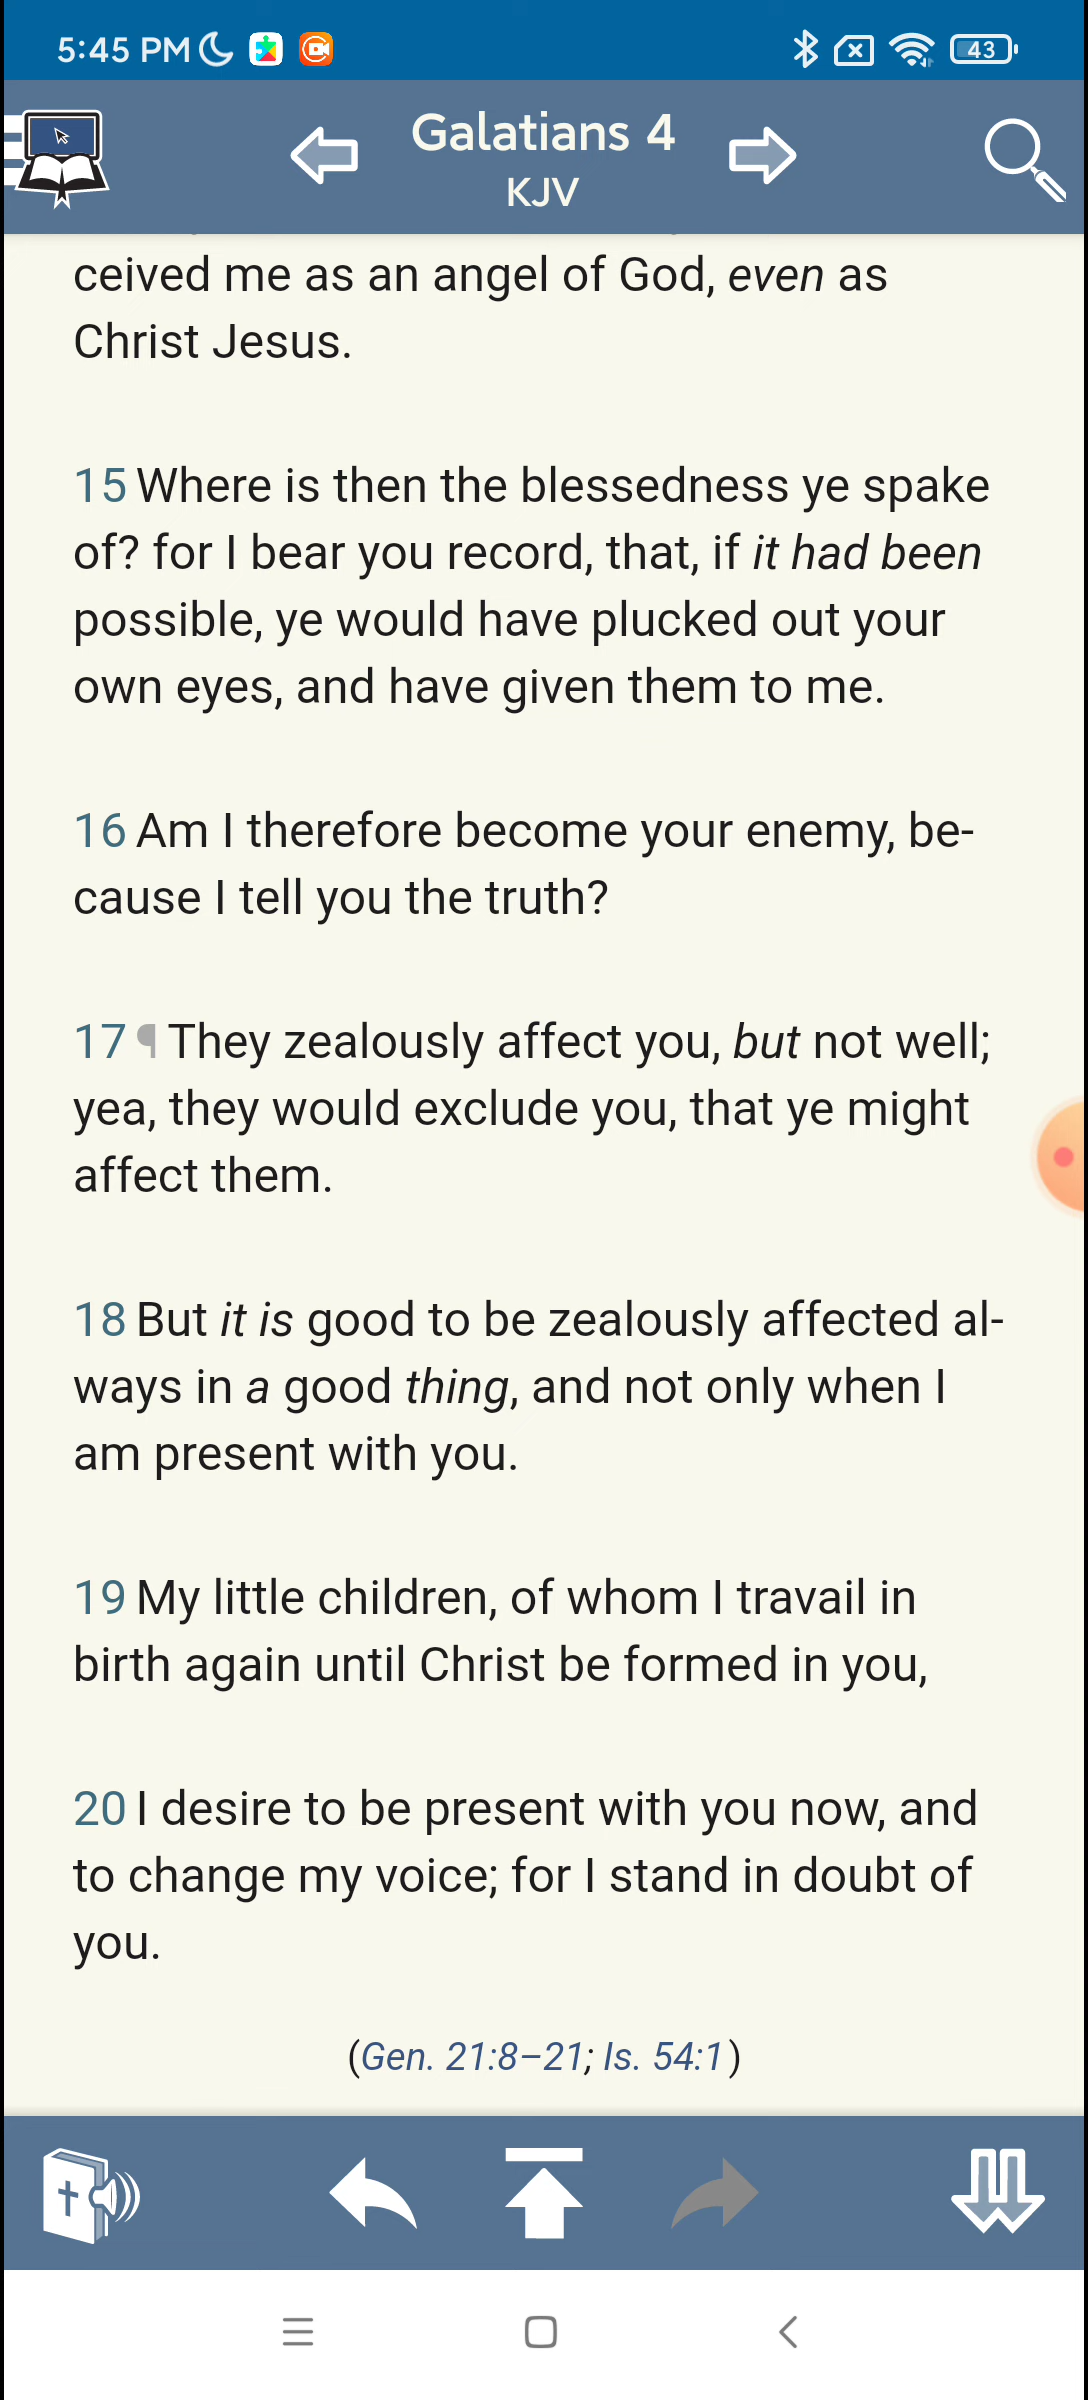 5:45 PM 43
Galatians 4
KJV
ceived me as an angel of God, even as
Christ Jesus.
15 Where is then the blessedness ye spake
of? for I bear you record, that, if it had been
possible, ye would have plucked out your
own eyes, and have given them to me.
16 Am I therefore become your enemy, be-
cause I tell you the truth?
17 ¶ They zealously affect you, but not well;
yea, they would exclude you, that ye might
affect them.
18 But it is good to be zealously affected al-
ways in a good thing, and not only when I
am present with you.
19 My little children, of whom I travail in
birth again until Christ be formed in you,
20 I desire to be present with you now, and
to change my voice; for I stand in doubt of
you.
(Gen. 21:8–21; Is. 54:1)